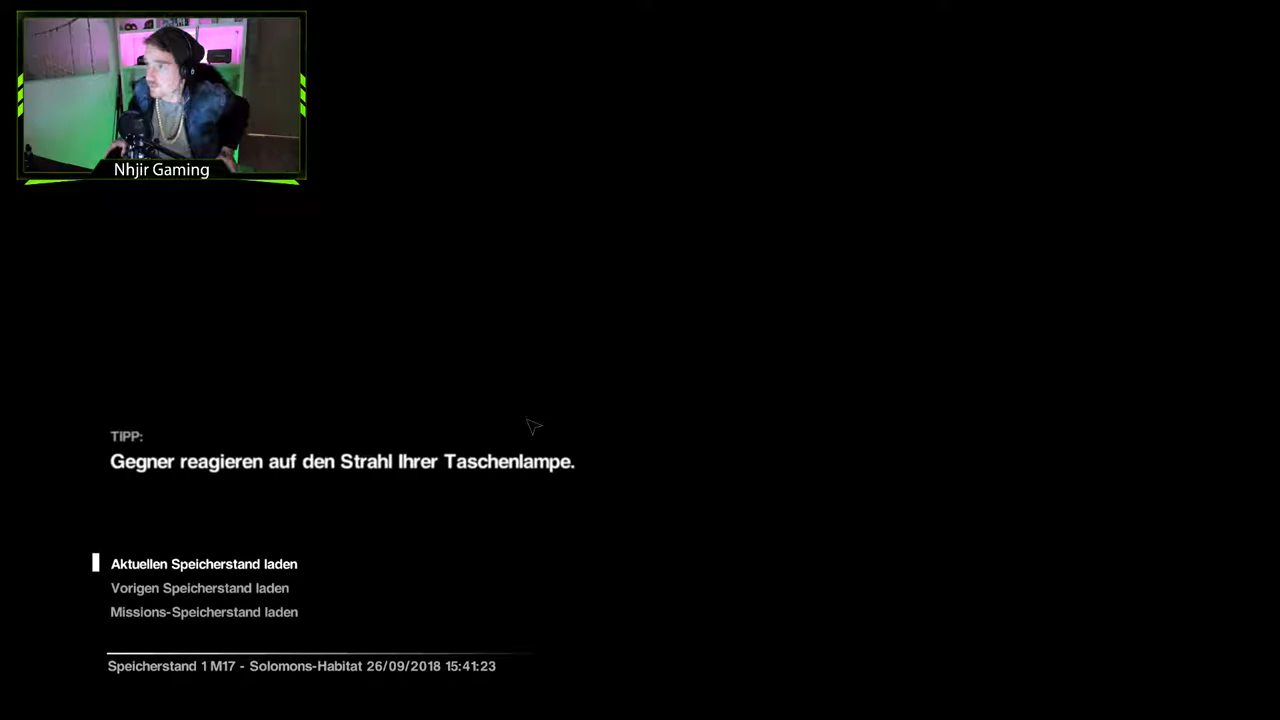 Nhjir Gaming
TIPP:
Gegner reagieren auf den Strahl Ihrer Taschenlampe.
Aktuellen Speicherstand laden
Vorigen Speicherstand laden
Missions-Speicherstand laden
Speicherstand 1 M17 - Solomons-Habitat 26/09/2018 15:41:23